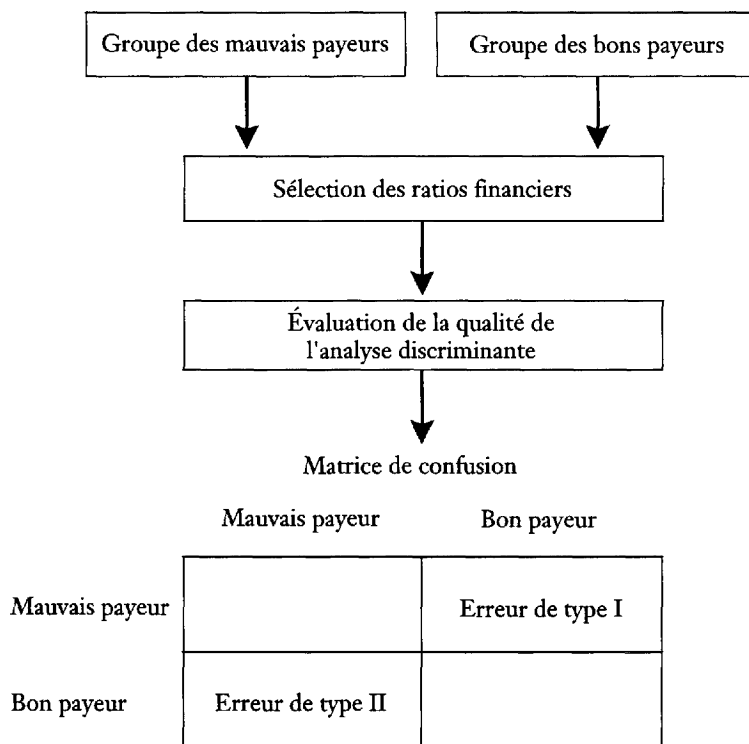 Groupe des mauvais payeurs
Groupe des bons payeurs
Sélection des ratios financiers
Évaluation de la qualité de
l'analyse discriminante
Matrice de confusion
Mauvais payeur
Bon payeur
Mauvais payeur
Erreur de type I
Bon payeur
Erreur de type II